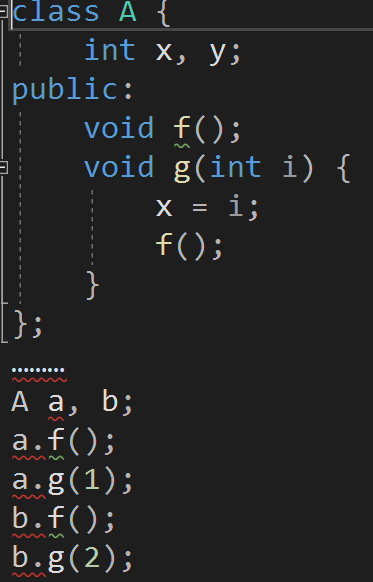 class A {
int x, y;
public:
void f();
void g(int i) {
x = i;
f();
}
};
.........
A a, b;
a.f();
a.g(1);
b.f();
b.g(2);